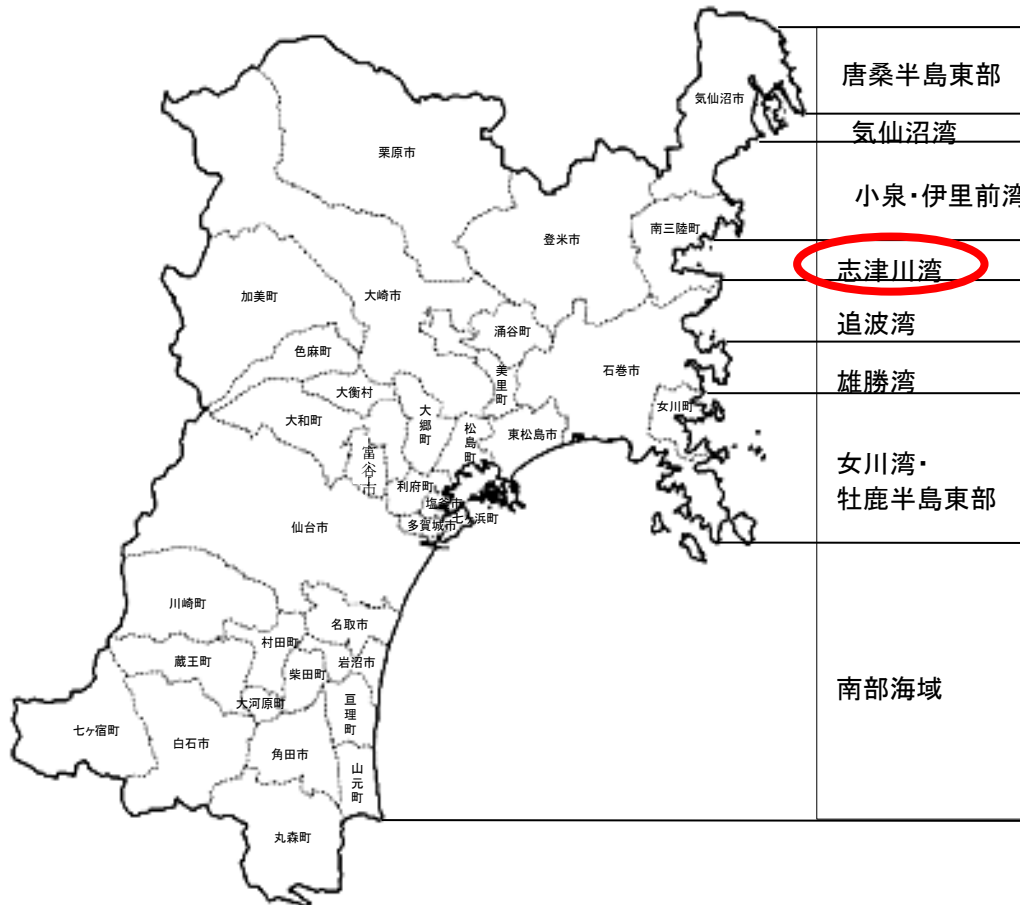 唐桑半島東部
気仙沼湾
小泉・伊里前湾
志津川湾
追波湾
雄勝湾
女川湾・
牡鹿半島東部
南部海域
気仙沼市
栗原市
南三陸町
登米市
加美町
大崎市
涌谷町
色麻町
美里町
石巻市
大衡村
大和町
大郷町
松島町
東松島市
女川町
富谷市
利府町
塩釜市
七ヶ浜町
多賀城市
仙台市
川崎町
名取市
村田町
岩沼市
蔵王町
柴田町
大河原町
亘理町
七ヶ宿町
白石市
角田市
山元町
丸森町